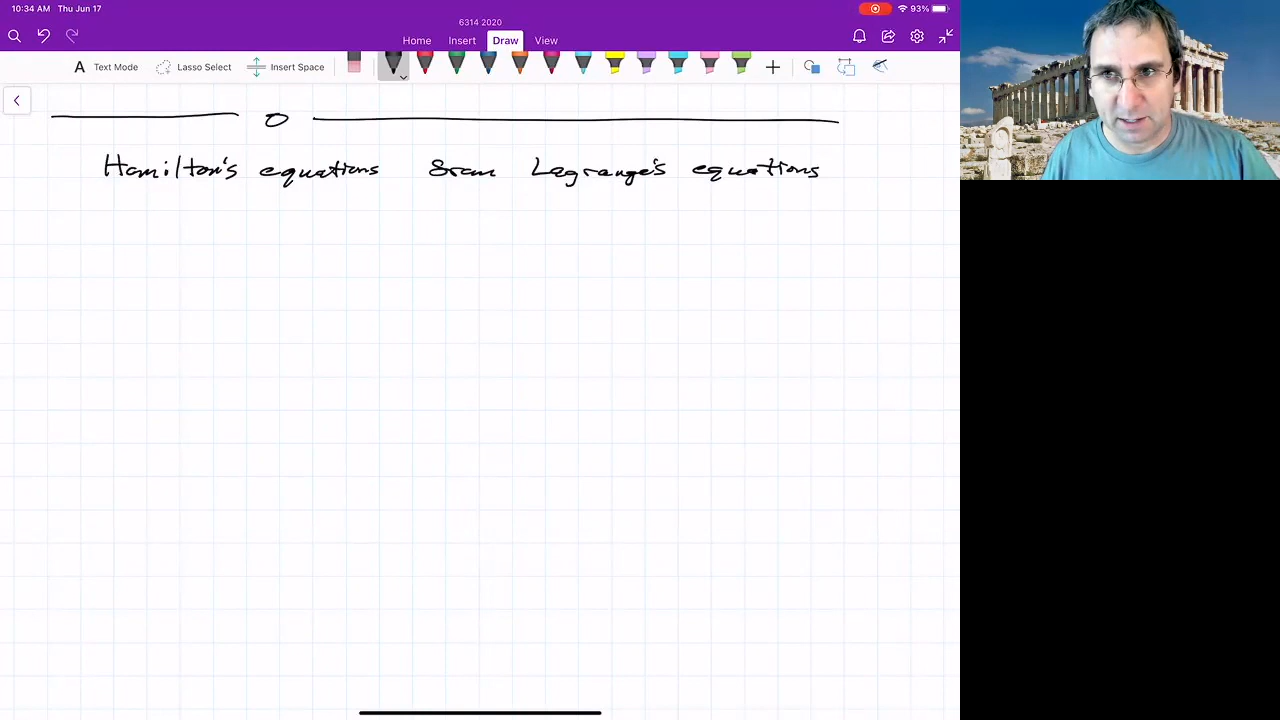 10:34 AM Thu Jun 17
93%
6314 2020
Home Insert Draw View
A Text Mode Lasso Select Insert Space
Hamilton's equations from Lagrange's equations